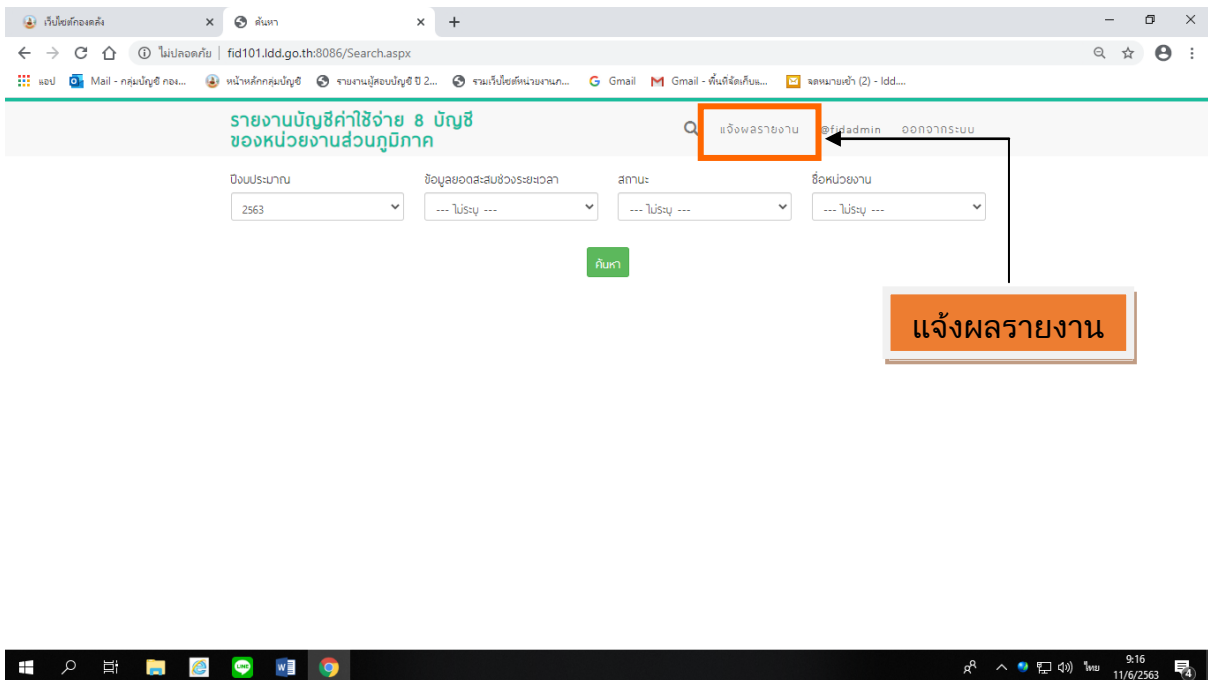 เว็บไซต์กองคลัง
ค้นหา
ไม่ปลอดภัย | fid101.ldd.go.th:8086/Search.aspx
แอป Mail - กลุ่มบัญชี กอง... หน้าหลักกลุ่มบัญชี รายงานผู้สอบบัญชี ปี 2... รวมเว็บไซต์หน่วยงานภ... Gmail Gmail - พื้นที่จัดเก็บแ... จดหมายเข้า (2) - ldd....
รายงานบัญชีค่าใช้จ่าย 8 บัญชี
ของหน่วยงานส่วนภูมิภาค
แจ้งผลรายงาน @fidadmin ออกจากระบบ
ปีงบประมาณ ข้อมูลยอดสะสมช่วงระยะเวลา สถานะ ชื่อหน่วยงาน
2563 --- ไม่ระบุ --- --- ไม่ระบุ --- --- ไม่ระบุ ---
ค้นหา
แจ้งผลรายงาน
ไทย 9:16
11/6/2563 4